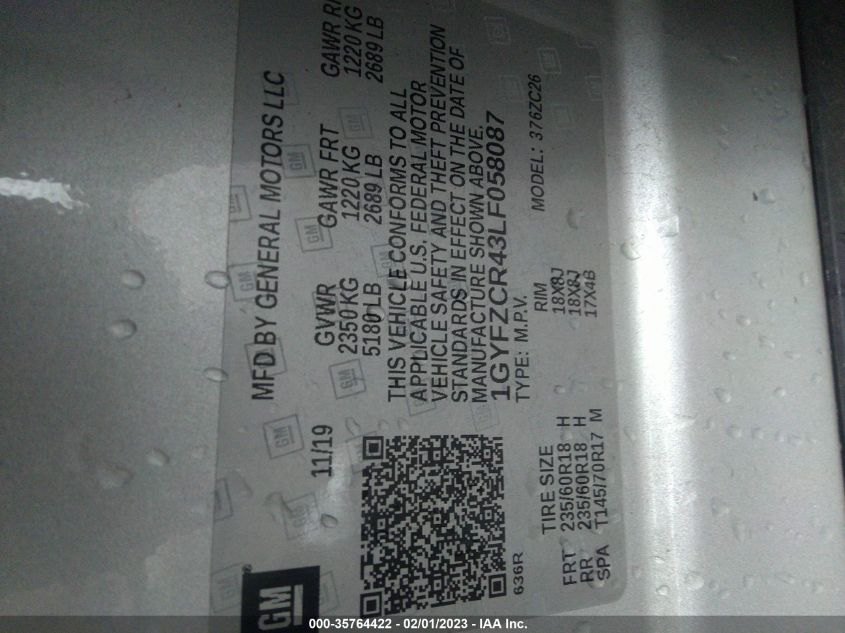 GM
MFD BY GENERAL MOTORS LLC
11/19
GVWR GAWR FRT GAWR
2350 KG 1220 KG 1220 KG
5180 LB 2689 LB 2689 LB
THIS VEHICLE CONFORMS TO ALL
APPLICABLE U.S. FEDERAL MOTOR
VEHICLE SAFETY AND THEFT PREVENTION
STANDARDS IN EFFECT ON THE DATE OF
MANUFACTURE SHOWN ABOVE.
1GYFZCR43LF058087
TYPE: M.P.V. MODEL: 376ZC26
636R
TIRE SIZE RIM
FRT 235/60R18 H 18X8J
RR 235/60R18 H 18X8J
SPA T145/70R17 M 17X4B
000-35764422 - 02/01/2023 - IAA Inc.